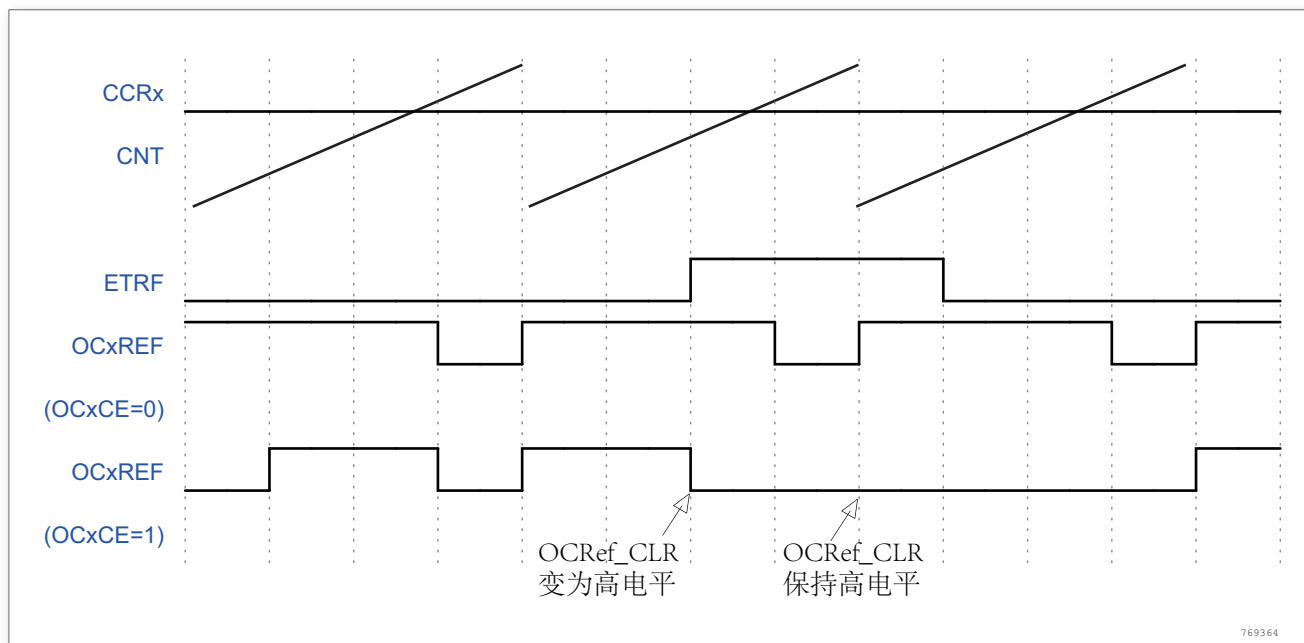 CCRx
CNT
ETRF
OCxREF
(OCxCE=0)
OCxREF
(OCxCE=1)
OCRef_CLR
变为高电平
OCRef_CLR
保持高电平
769364